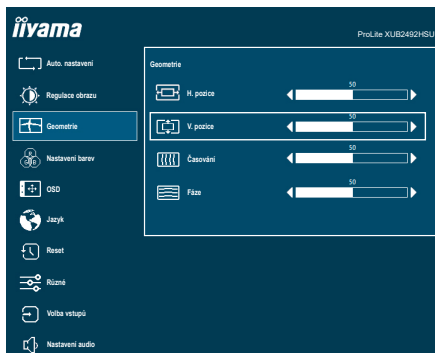 iiyama
ProLite XUB2492HSU
Auto. nastavení
Regulace obrazu
Geometrie
Nastavení barev
R
G B
OSD
Jazyk
Reset
Různé
Volba vstupů
Nastavení audio
Geometrie
H. pozice
50
V. pozice
50
Časování
50
Fáze
50